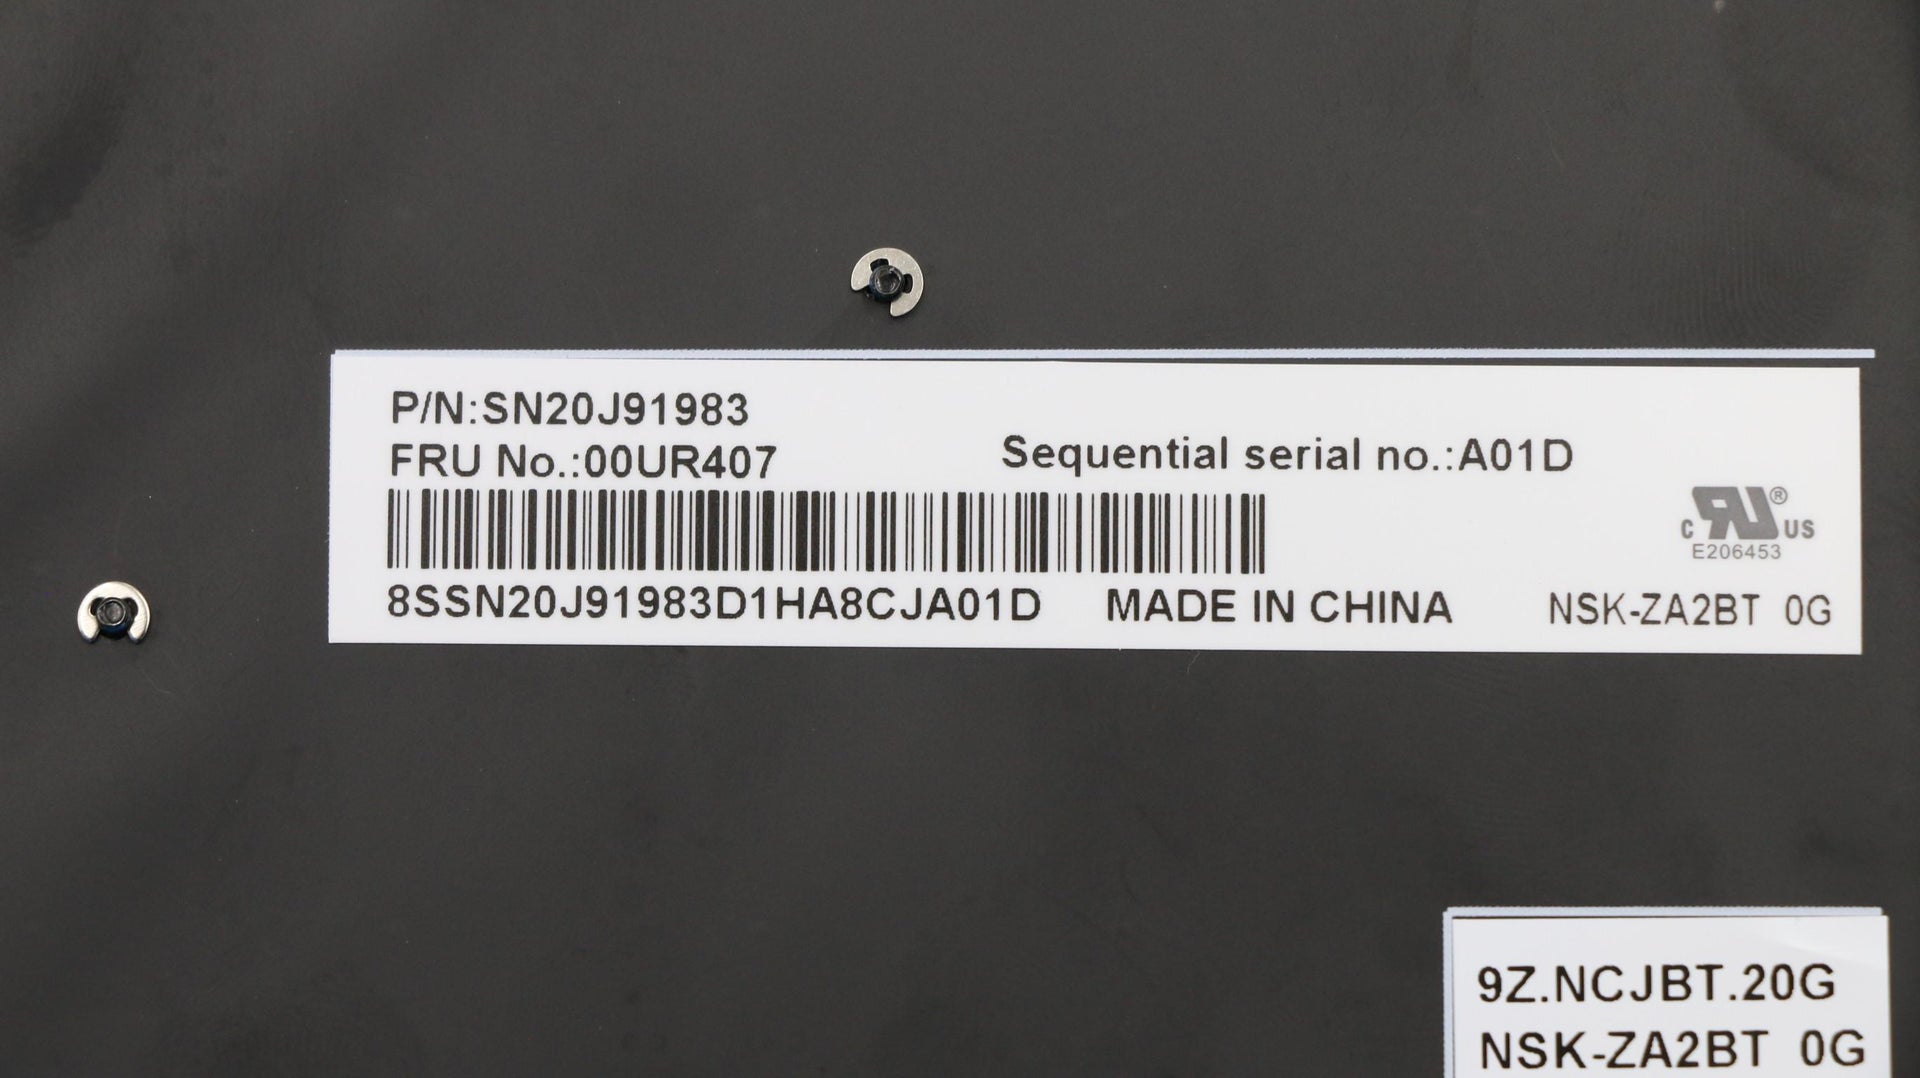 P/N:SN20J91983
FRU No.:00UR407
Sequential serial no.:A01D
c RU® US
E206453
8SSN20J91983D1HA8CJA01D MADE IN CHINA NSK-ZA2BT 0G
9Z.NCJBT.20G
NSK-ZA2BT 0G